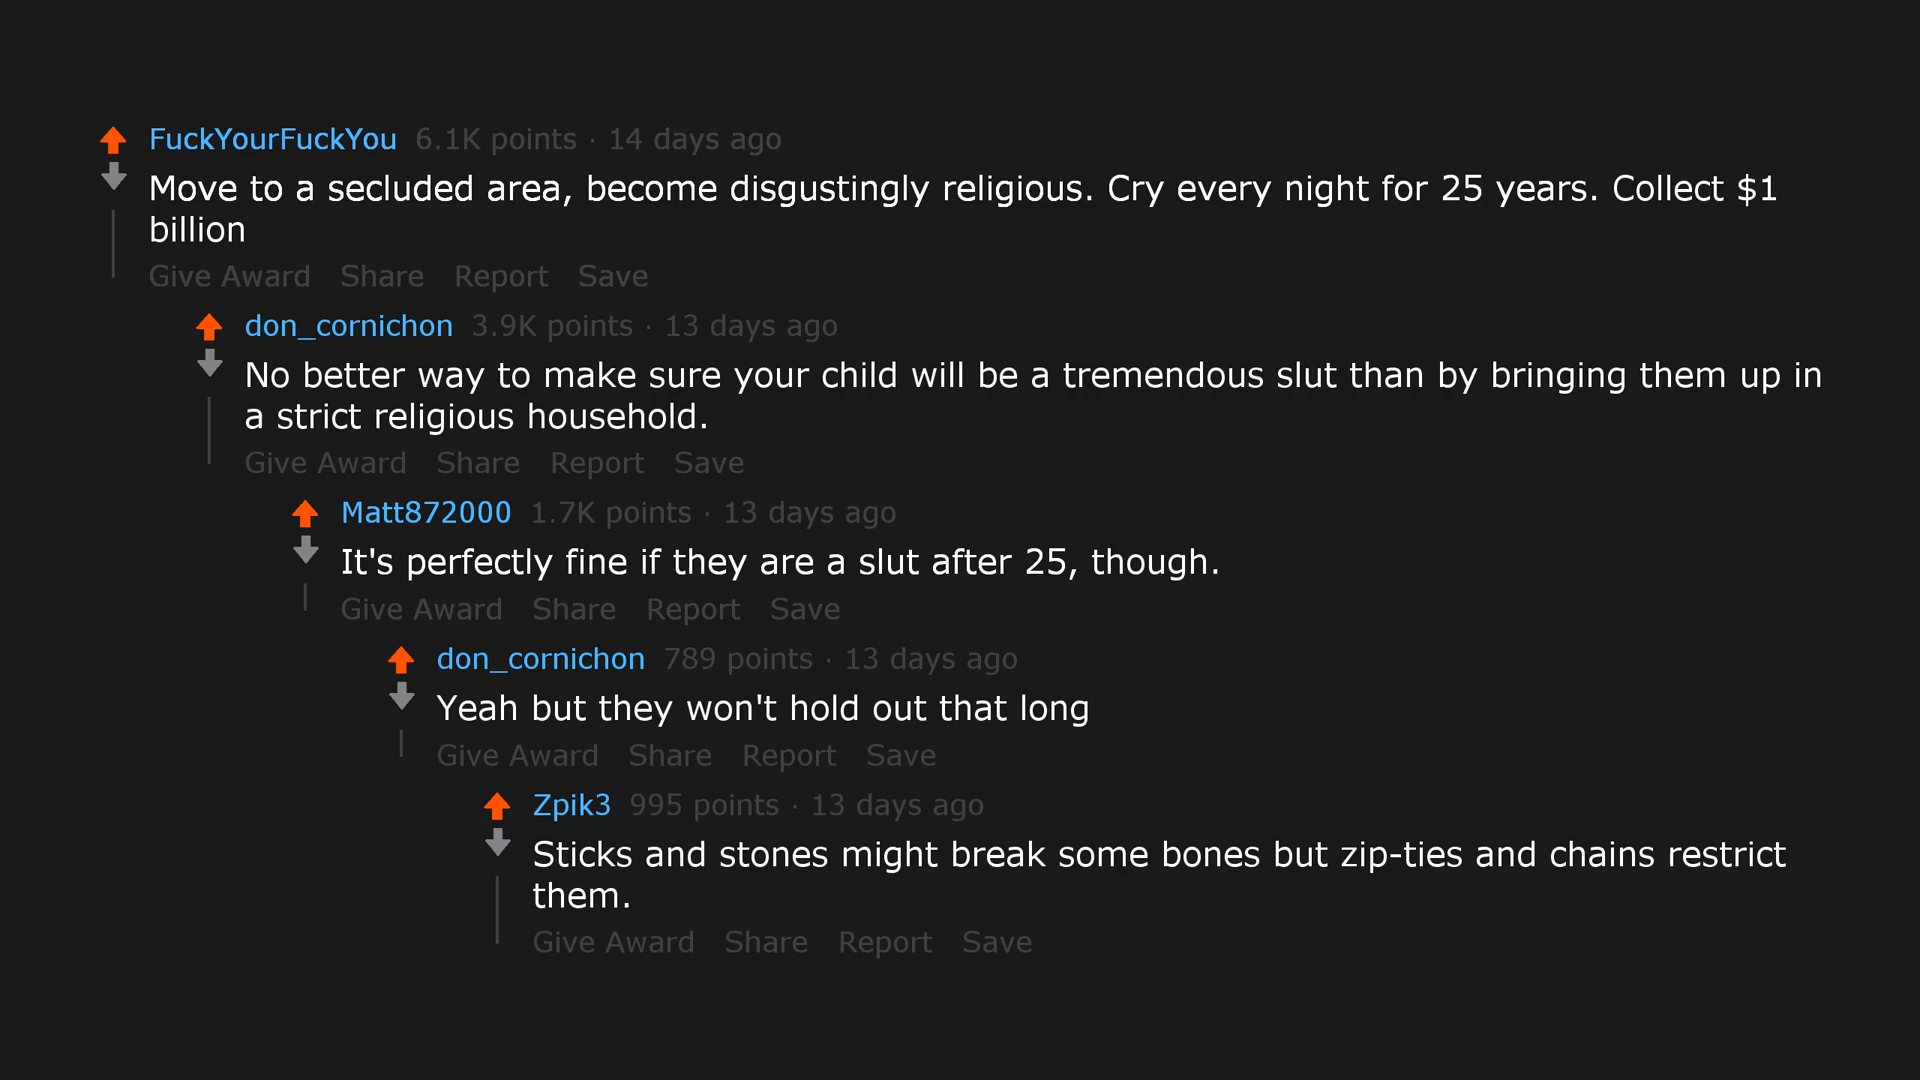 FuckYourFuckYou 6.1K points · 14 days ago
Move to a secluded area, become disgustingly religious. Cry every night for 25 years. Collect $1
billion
Give Award Share Report Save
don_cornichon 3.9K points · 13 days ago
No better way to make sure your child will be a tremendous slut than by bringing them up in
a strict religious household.
Give Award Share Report Save
Matt872000 1.7K points · 13 days ago
It's perfectly fine if they are a slut after 25, though.
Give Award Share Report Save
don_cornichon 789 points · 13 days ago
Yeah but they won't hold out that long
Give Award Share Report Save
Zpik3 995 points · 13 days ago
Sticks and stones might break some bones but zip-ties and chains restrict
them.
Give Award Share Report Save